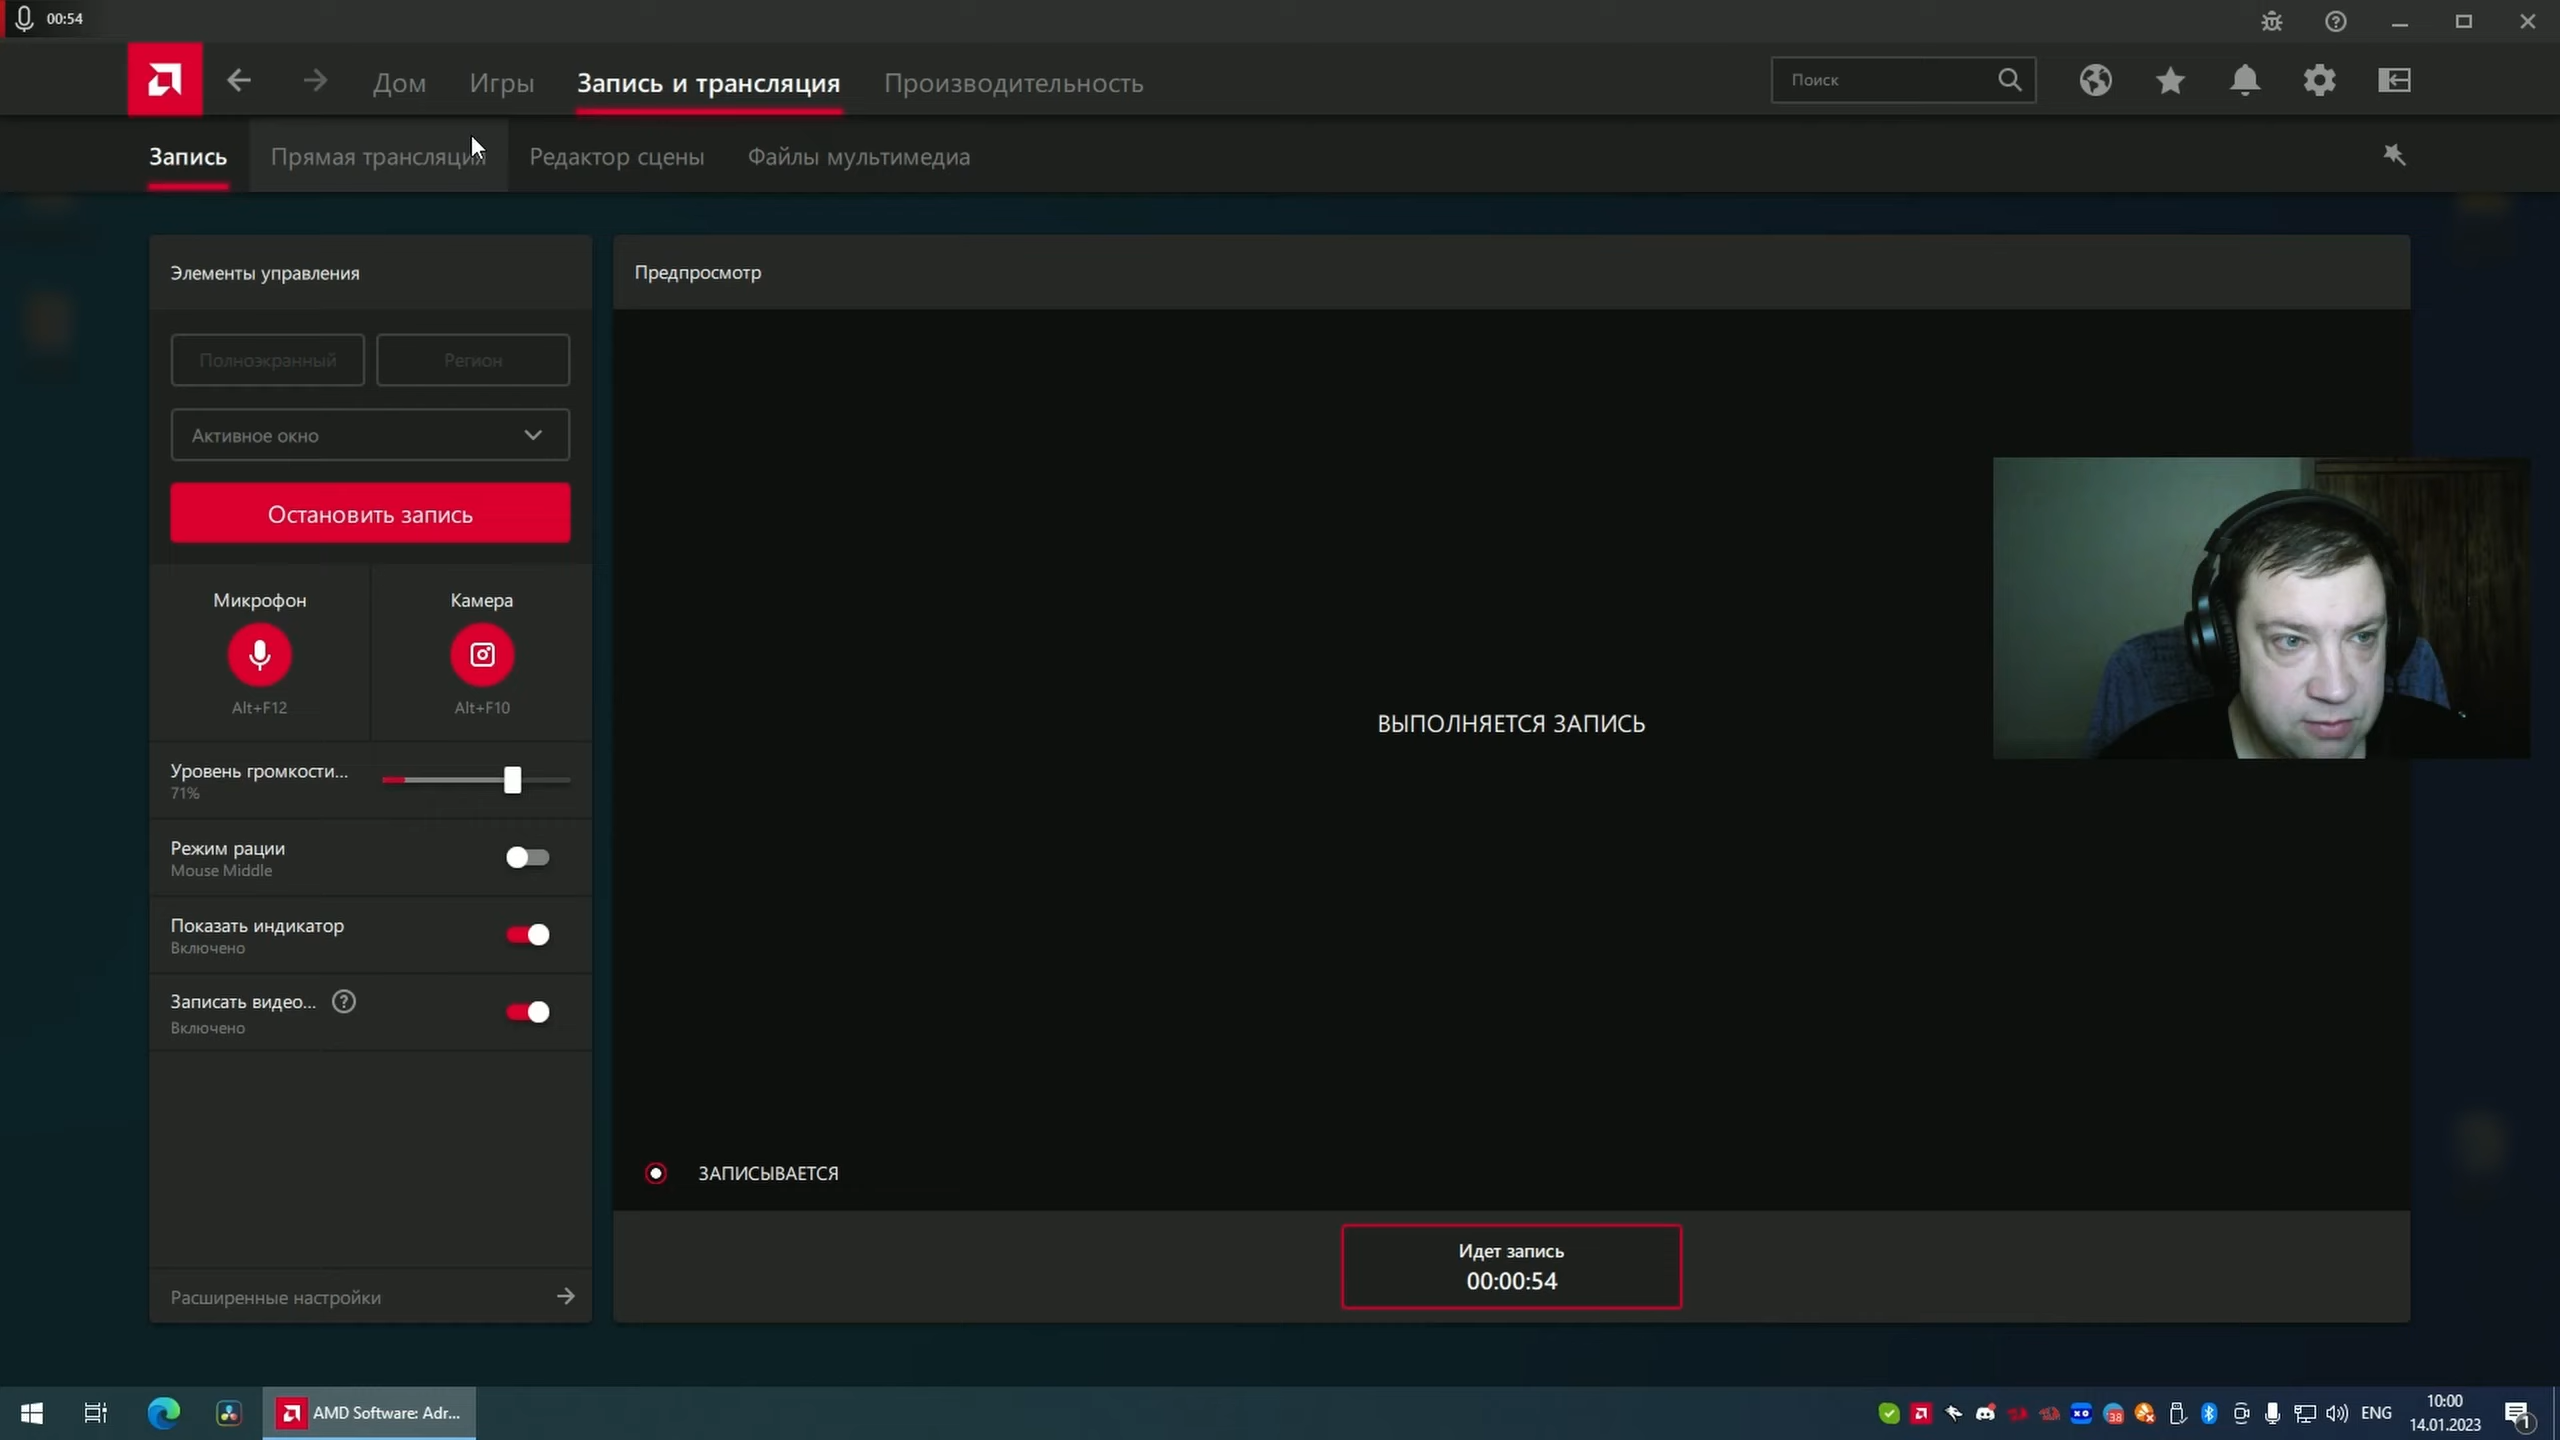 00:54
Дом
Игры
Запись и трансляция
Производительность
Поиск
Запись
Прямая трансляция
Редактор сцены
Файлы мультимедиа
Элементы управления
Предпросмотр
Полноэкранный
Регион
Активное окно
Остановить запись
Микрофон
Камера
Alt+F12
Alt+F10
Уровень громкости...
71%
Режим рации
Mouse Middle
Показать индикатор
Включено
Записать видео...
Включено
Расширенные настройки
ВЫПОЛНЯЕТСЯ ЗАПИСЬ
ЗАПИСЫВАЕТСЯ
Идет запись
00:00:54
AMD Software: Adr...
38
ENG
10:00
14.01.2023
1